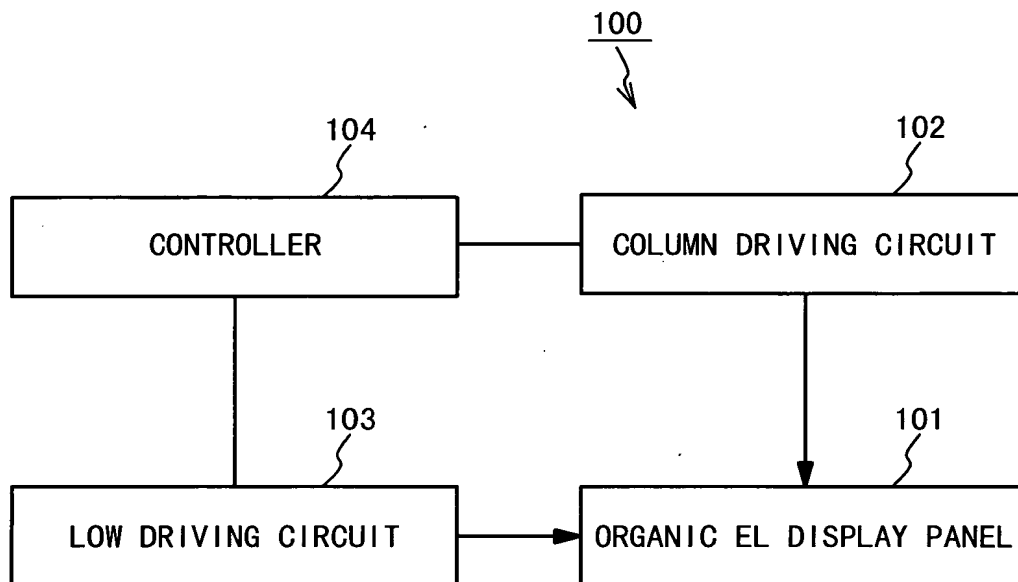 100
104
102
CONTROLLER
COLUMN DRIVING CIRCUIT
103
101
LOW DRIVING CIRCUIT
ORGANIC EL DISPLAY PANEL